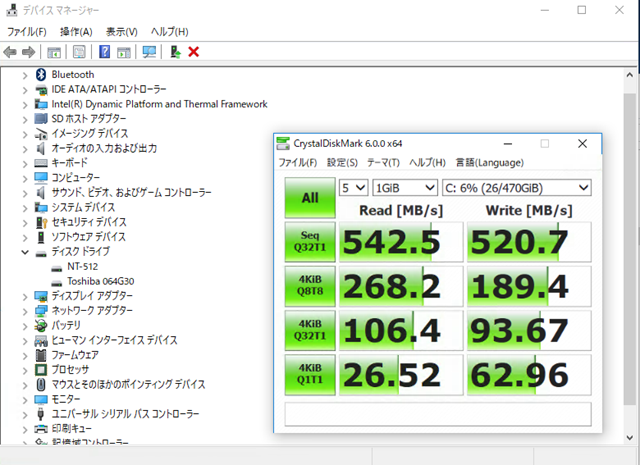 デバイス マネージャー
ファイル(F) 操作(A) 表示(V) ヘルプ(H)
Bluetooth
IDE ATA/ATAPI コントローラー
Intel(R) Dynamic Platform and Thermal Framework
SD ホスト アダプター
イメージング デバイス
オーディオの入力および出力
キーボード
コンピューター
サウンド、ビデオ、およびゲーム コントローラー
システム デバイス
セキュリティ デバイス
ソフトウェア デバイス
ディスク ドライブ
NT-512
Toshiba 064G30
ディスプレイ アダプター
ネットワーク アダプター
バッテリ
ヒューマン インターフェイス デバイス
ファームウェア
プロセッサ
マウスとそのほかのポインティング デバイス
モニター
ユニバーサル シリアル バス コントローラー
印刷キュー
記憶域コントローラー
CrystalDiskMark 6.0.0 x64
ファイル(F) 設定(S) テーマ(T) ヘルプ(H) 言語(Language)
All 5 1GiB C: 6% (26/470GiB)
Read [MB/s] Write [MB/s]
Seq Q32T1 542.5 520.7
4KiB Q8T8 268.2 189.4
4KiB Q32T1 106.4 93.67
4KiB Q1T1 26.52 62.96